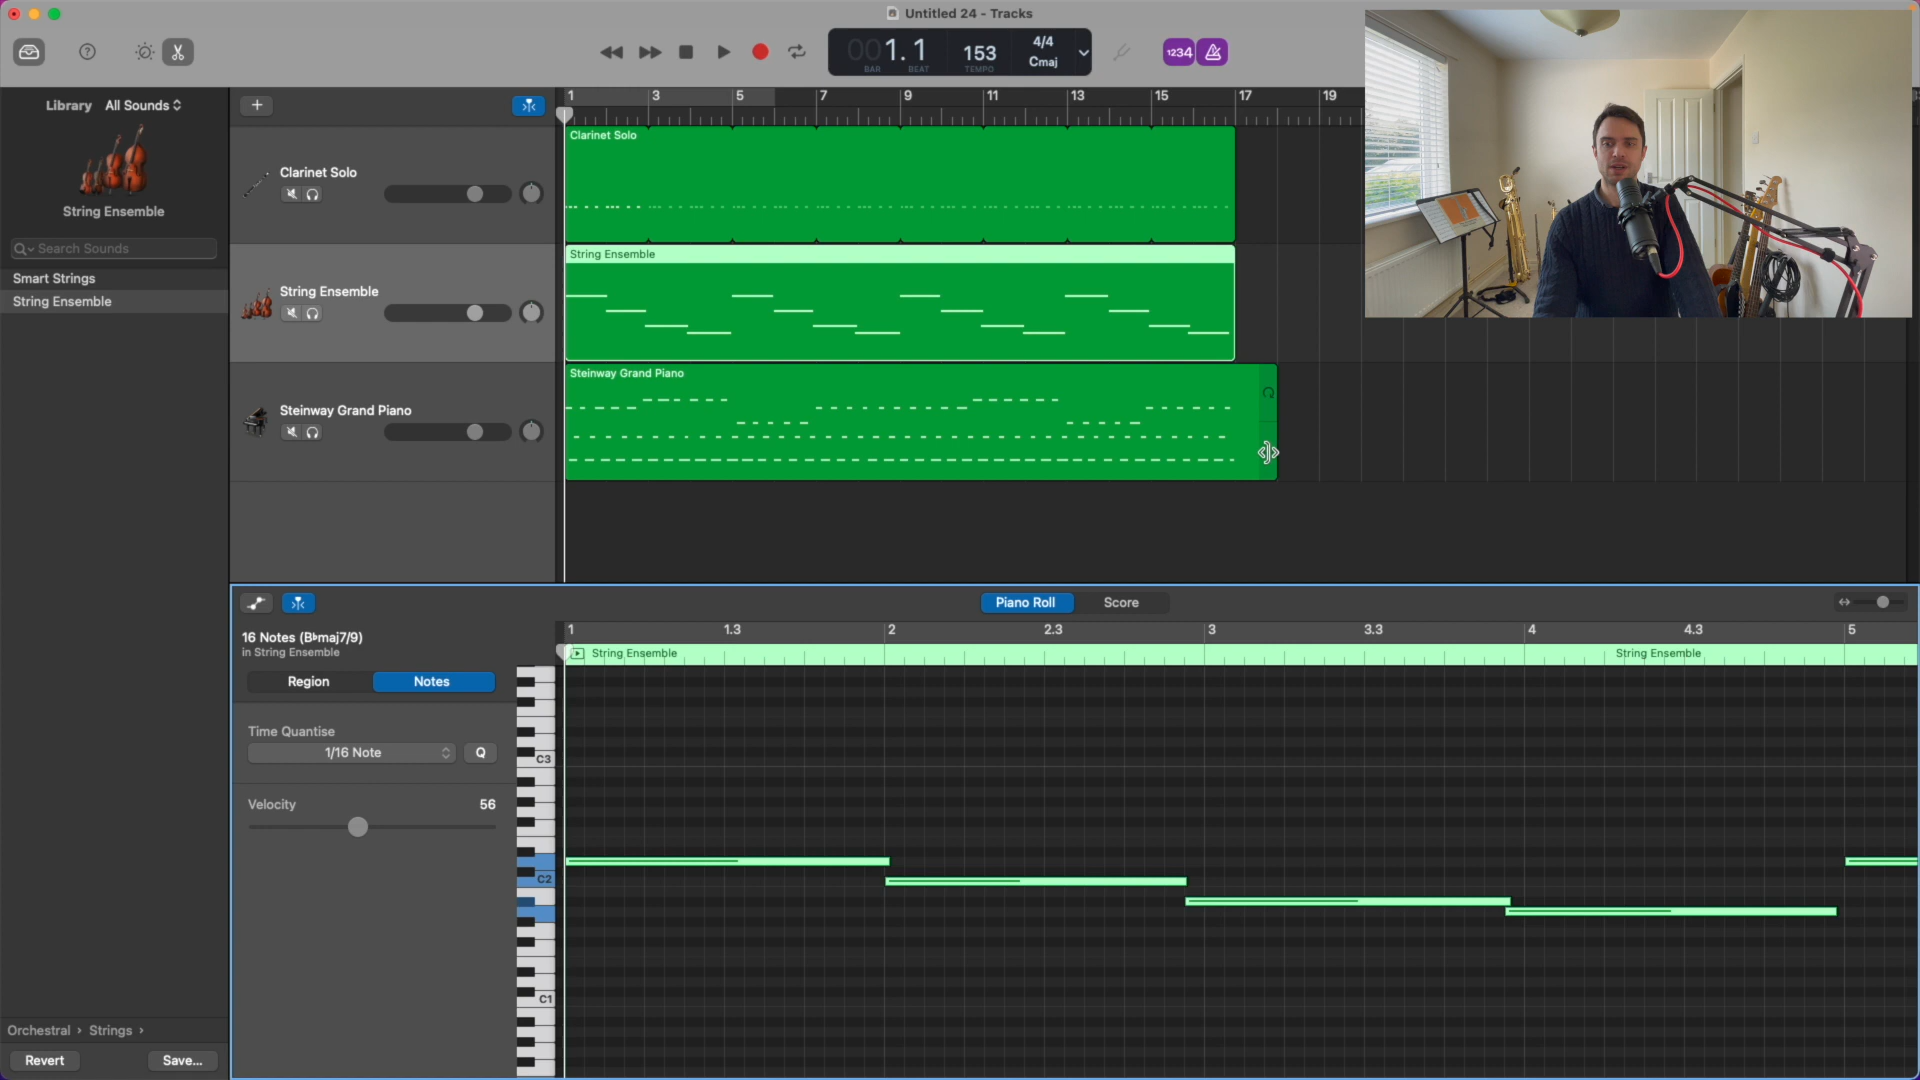 Untitled 24 - Tracks
001.1
BAR
BEAT
153
TEMPO
4/4
Cmaj
1234
Library All Sounds
String Ensemble
Search Sounds
Smart Strings
String Ensemble
Orchestral › Strings ›
Revert
Save...
1 3 5 7 9 11 13 15 17 19
Clarinet Solo
Clarinet Solo
String Ensemble
String Ensemble
Steinway Grand Piano
Steinway Grand Piano
Piano Roll
Score
16 Notes (B♭maj7/9)
in String Ensemble
Region
Notes
Time Quantise
1/16 Note
Q
Velocity 56
1 1.3 2 2.3 3 3.3 4 4.3 5
String Ensemble
String Ensemble
C3
C2
C1